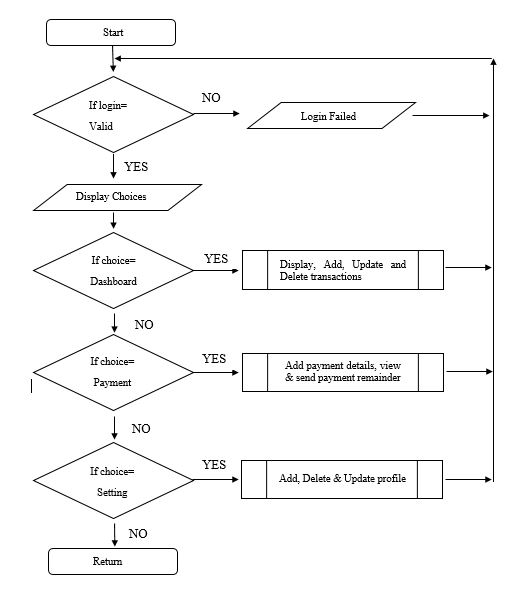 Start
If login=
Valid
NO
Login Failed
YES
Display Choices
If choice=
Dashboard
YES
Display, Add, Update and
Delete transactions
NO
If choice=
Payment
YES
Add payment details, view
& send payment remainder
NO
If choice=
Setting
YES
Add, Delete & Update profile
NO
Return